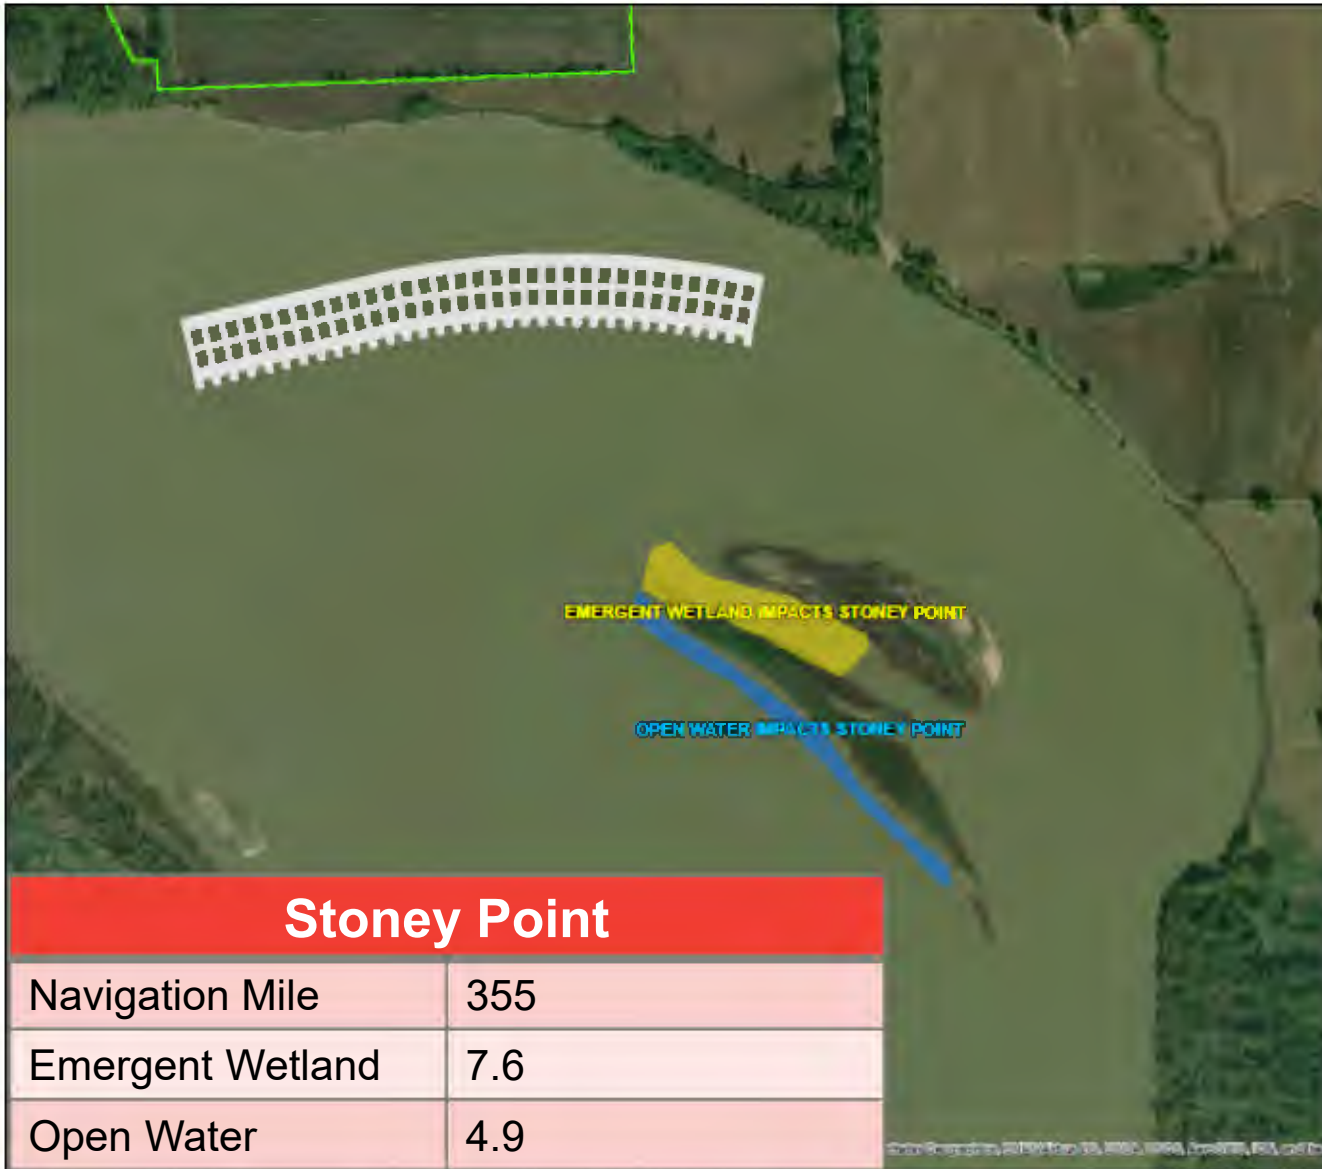 EMERGENT WETLAND IMPACTS STONEY POINT
OPEN WATER IMPACTS STONEY POINT
Stoney Point
Navigation Mile 355
Emergent Wetland 7.6
Open Water 4.9